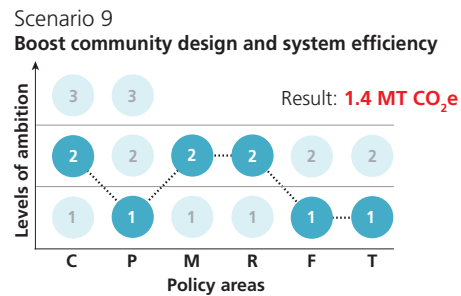 Scenario 9
Boost community design and system efficiency
Levels of ambition
3 3
Result: 1.4 MT CO₂e
2 2 2 2 2 2
1 1 1 1 1 1
C P M R F T
Policy areas